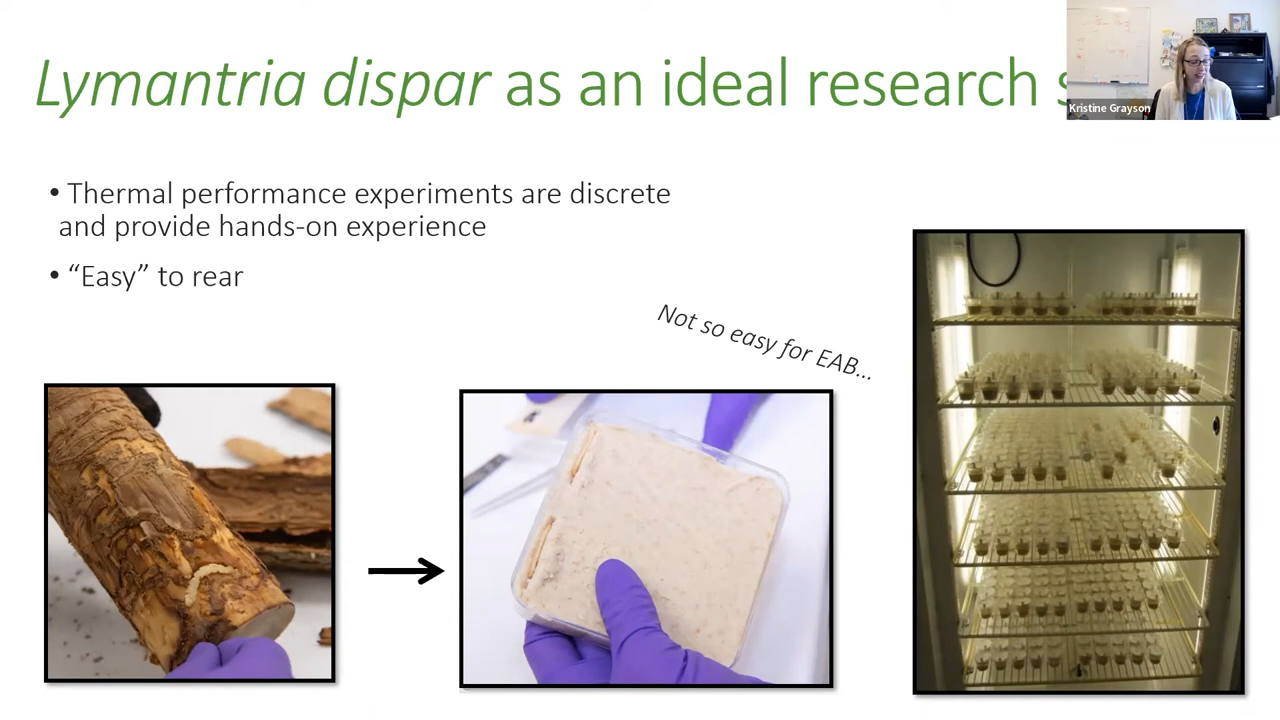 Lymantria dispar as an ideal research
Kristine Grayson
• Thermal performance experiments are discrete
and provide hands-on experience
• “Easy” to rear
Not so easy for EAB...